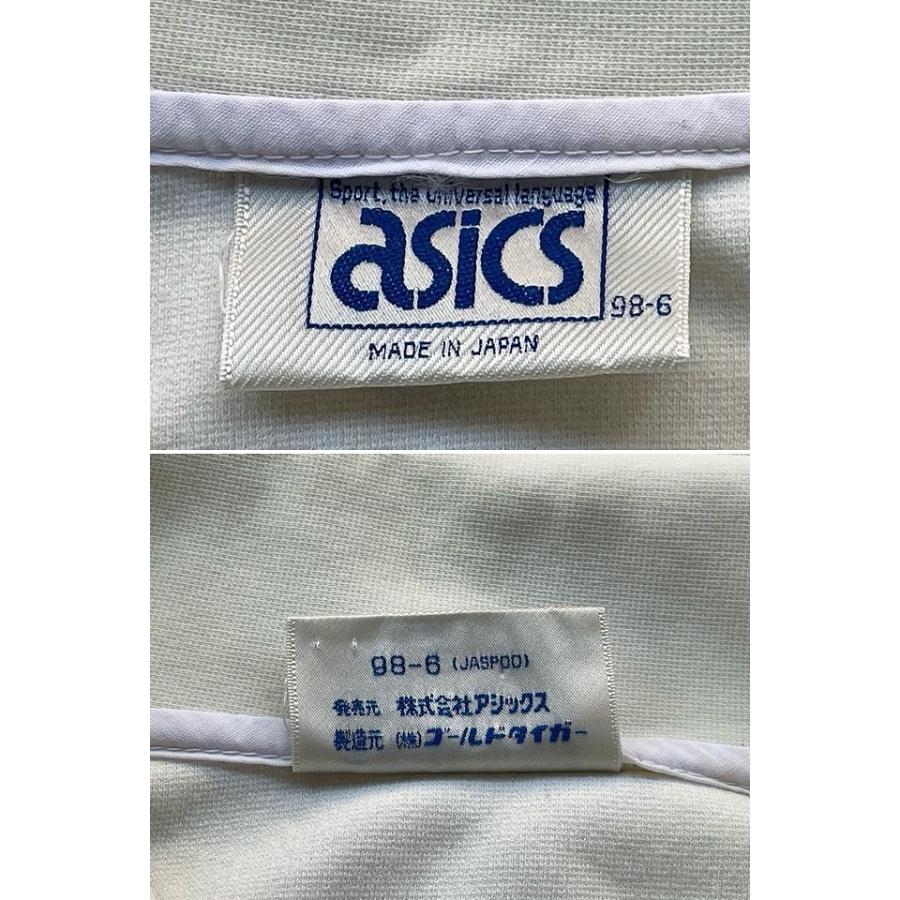 Sport, the universal language
asics
98-6
MADE IN JAPAN
98-6 (JASPOO)
発売元 株式会社アシックス
製造元 (株)ゴールドタイガー